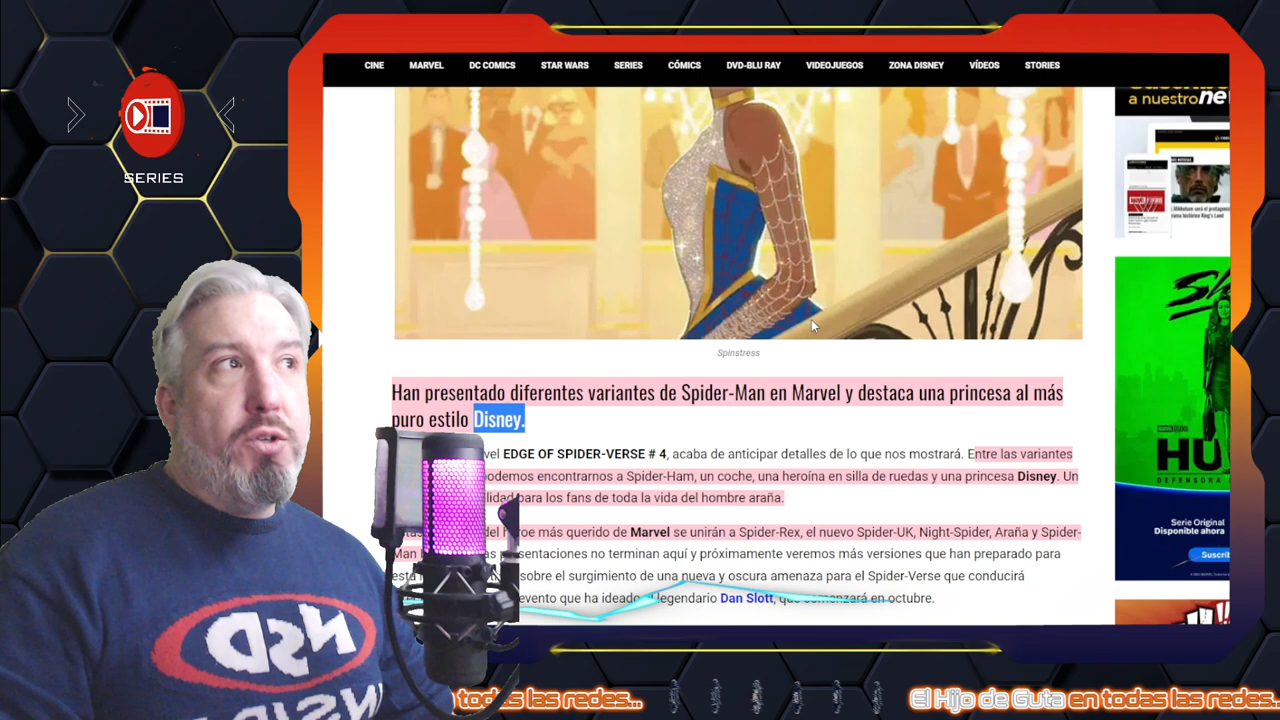 CINE MARVEL DC COMICS STAR WARS SERIES CÓMICS DVD-BLU RAY VIDEOJUEGOS ZONA DISNEY VÍDEOS STORIES
a nuestro
SERIES
Spinstress
Han presentado diferentes variantes de Spider-Man en Marvel y destaca una princesa al más
puro estilo Disney.
vel EDGE OF SPIDER-VERSE # 4, acaba de anticipar detalles de lo que nos mostrará. Entre las variantes
podemos encontrarnos a Spider-Ham, un coche, una heroína en silla de ruedas y una princesa Disney. Un
lidad para los fans de toda la vida del hombre araña.
del héroe más querido de Marvel se unirán a Spider-Rex, el nuevo Spider-UK, Night-Spider, Araña y Spider-
Man
esentaciones no terminan aquí y próximamente veremos más versiones que han preparado para
sobre el surgimiento de una nueva y oscura amenaza para el Spider-Verse que conducirá
evento que ha ideado el legendario Dan Slott, que comenzará en octubre.
HU
DEFENSORA
Serie Original
Disponible ahora
Suscríb
NSD
INSID
todas las redes...
El Hijo de Guta en todas las redes..